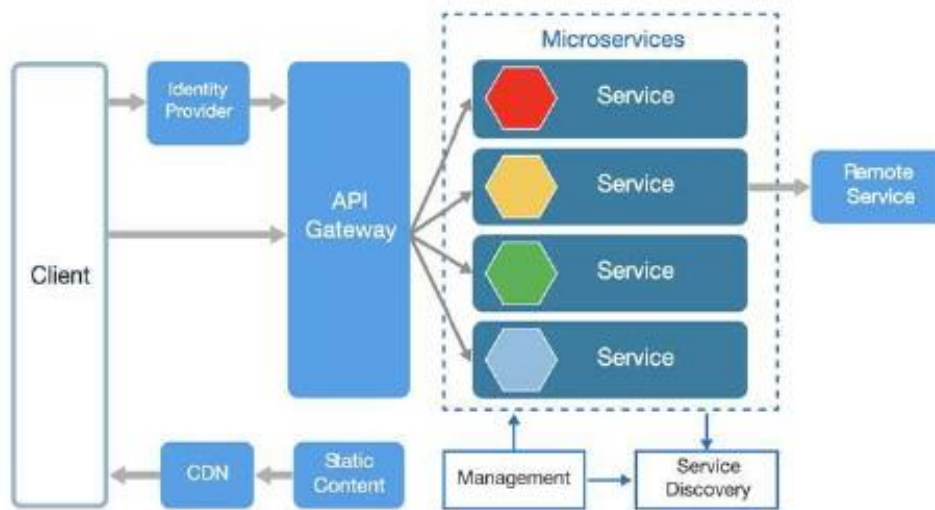 Microservices
Client
Identity
Provider
API
Gateway
Service
Service
Service
Service
Remote
Service
CDN
Static
Content
Management
Service
Discovery